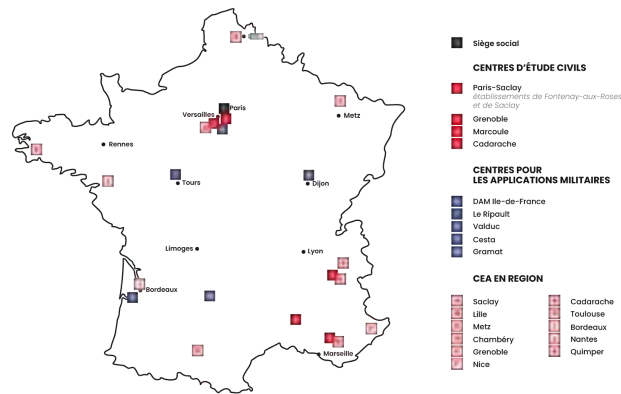 Siège social
CENTRES D'ÉTUDE CIVILS
Paris-Saclay
établissements de Fontenay-aux-Roses
et de Saclay
Grenoble
Marcoule
Cadarache
CENTRES POUR
LES APPLICATIONS MILITAIRES
DAM Ile-de-France
Le Ripault
Valduc
Cesta
Gramat
CEA EN REGION
Saclay
Lille
Metz
Chambéry
Grenoble
Nice
Cadarache
Toulouse
Bordeaux
Nantes
Quimper
Paris
Versailles
Metz
Rennes
Tours
Dijon
Limoges
Lyon
Bordeaux
Marseille